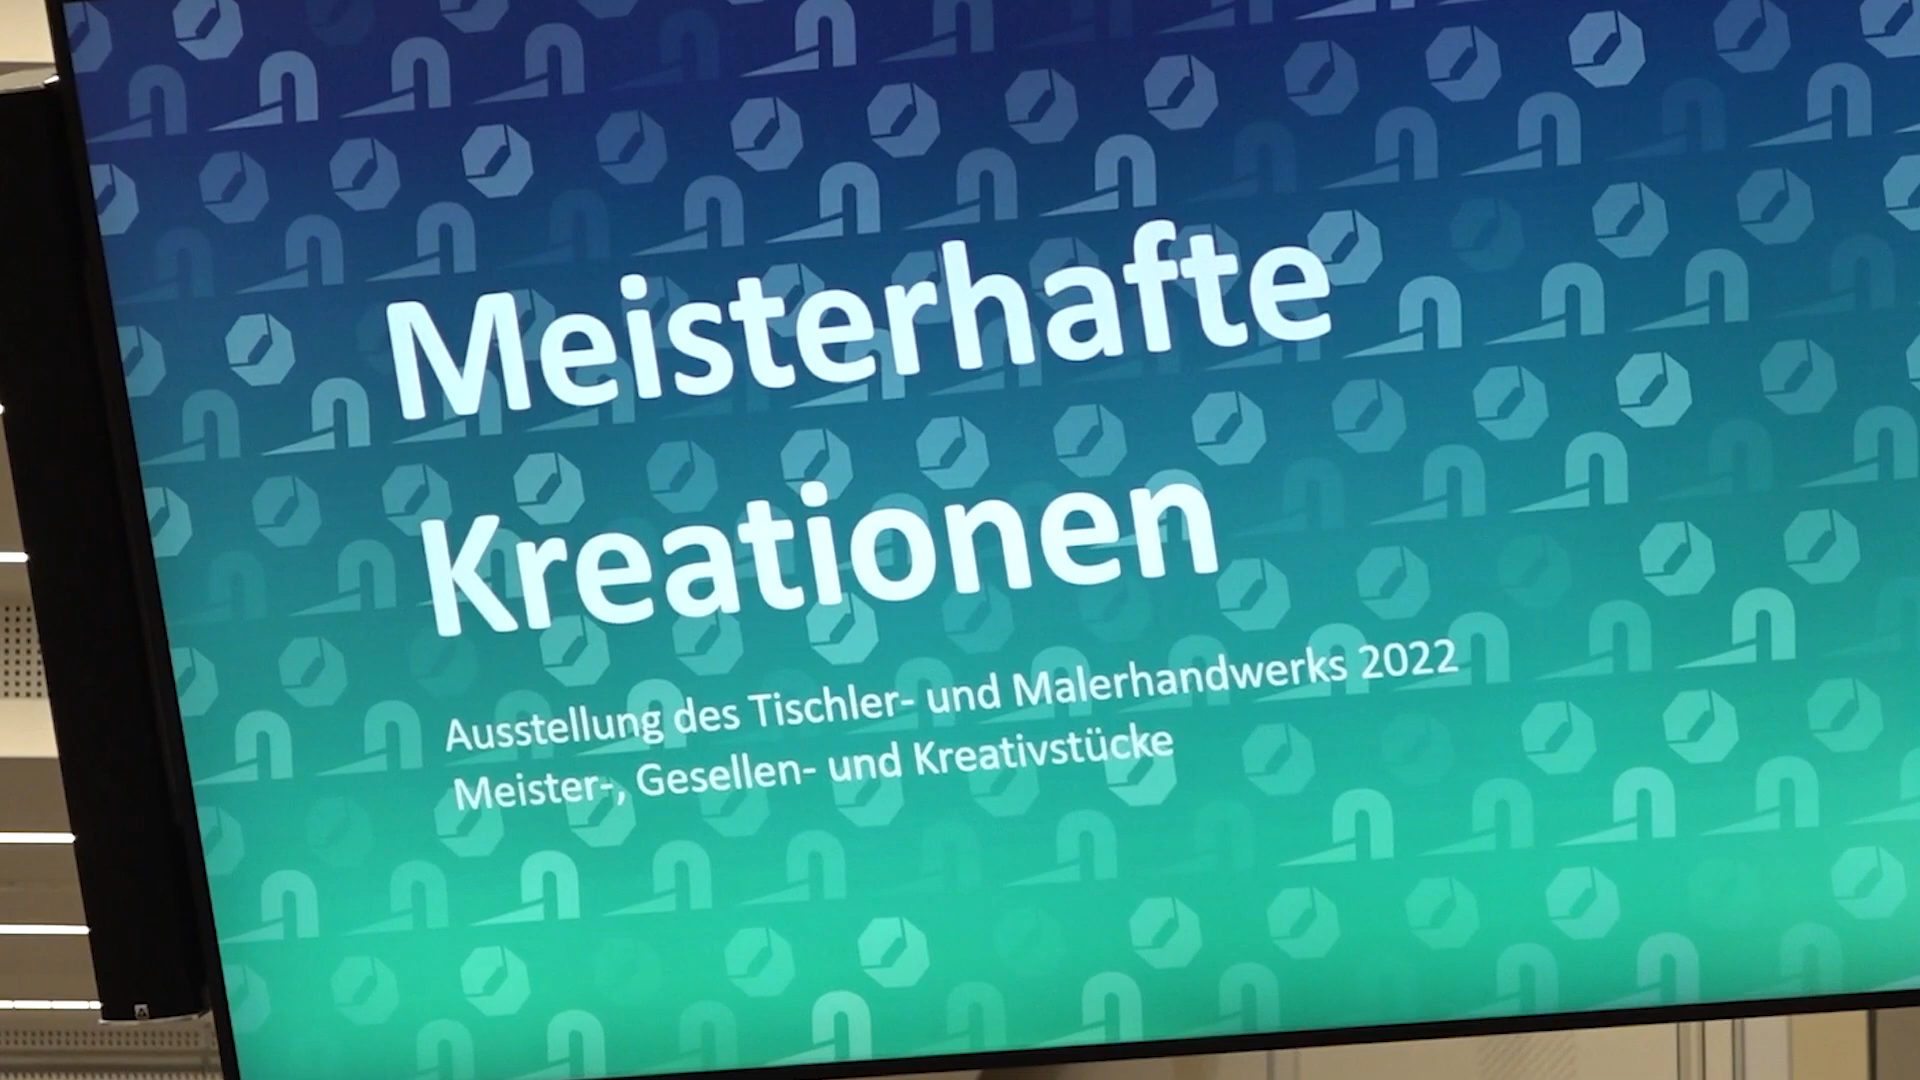 Meisterhafte
Kreationen
Ausstellung des Tischler- und Malerhandwerks 2022
Meister-, Gesellen- und Kreativstücke